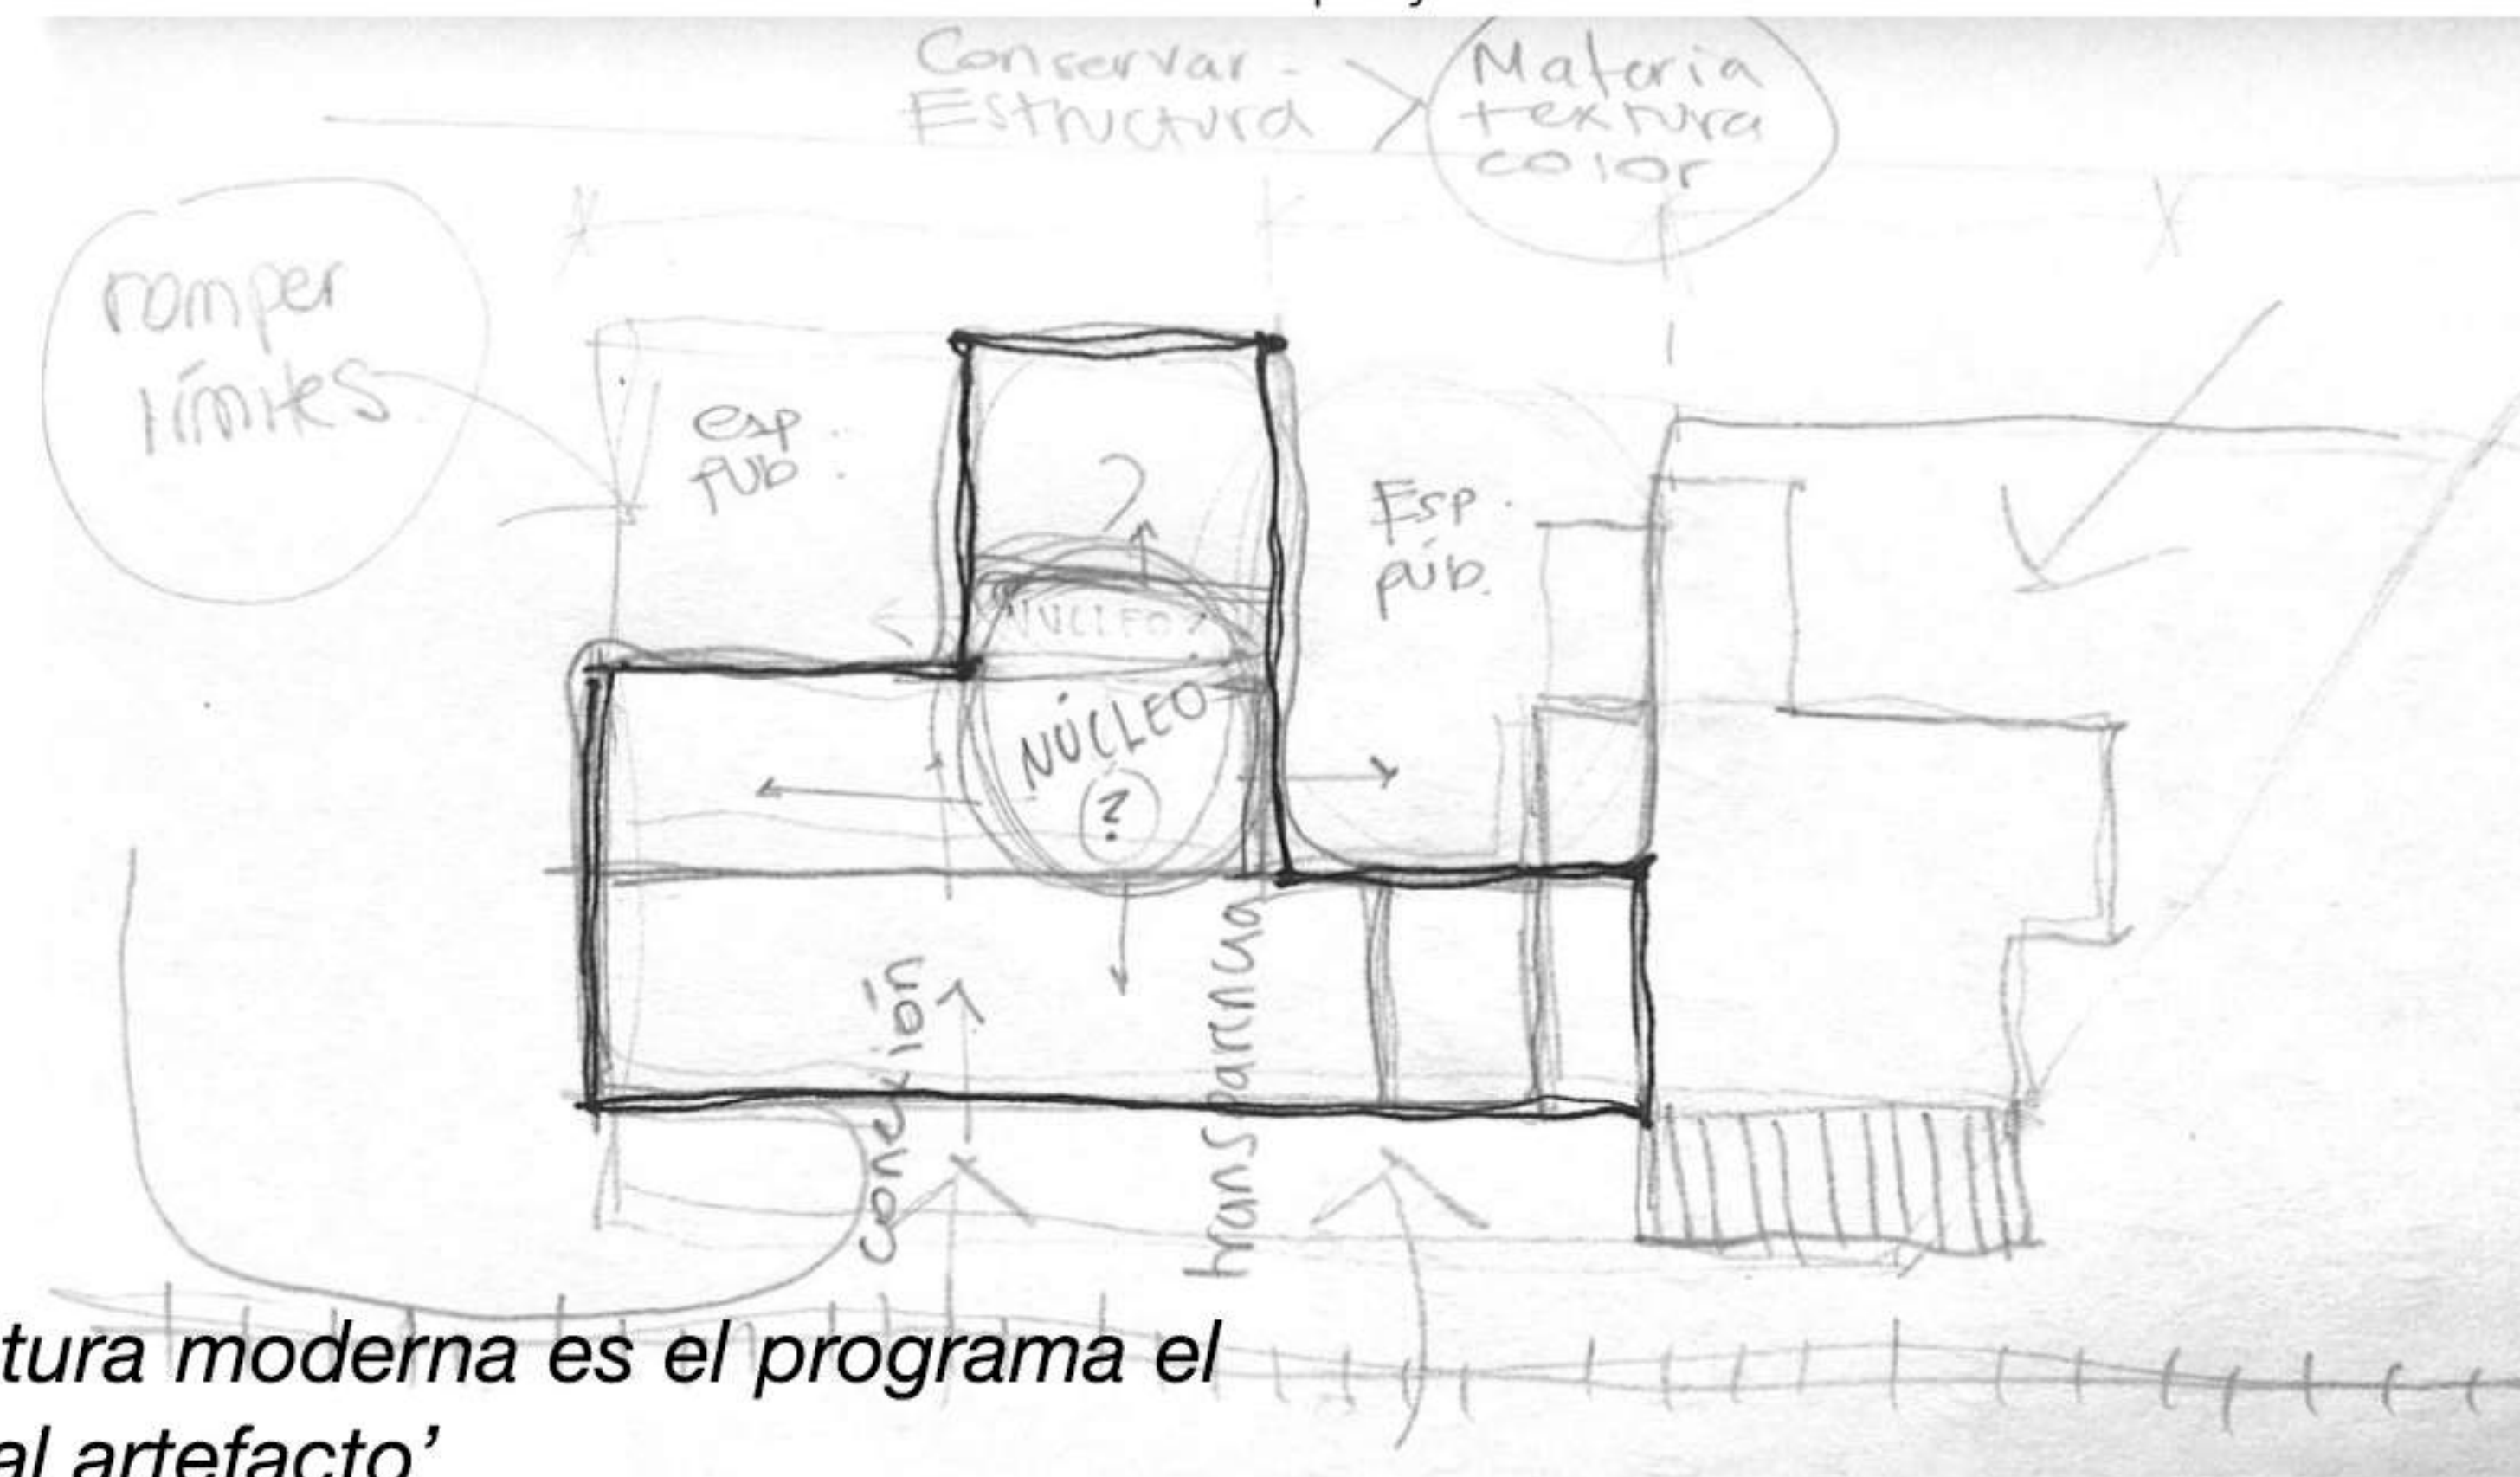 Conservar -
Estructura
Materia
textura
color
romper
límites
esp.
pub.
Esp.
púb.
?
NUCLEO?
NÚCLEO
?
conexión
transparencia
tura moderna es el programa el
al artefacto’